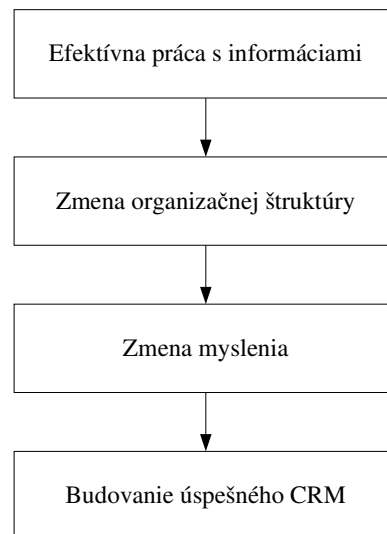 Efektívna práca s informáciami
Zmena organizačnej štruktúry
Zmena myslenia
Budovanie úspešného CRM